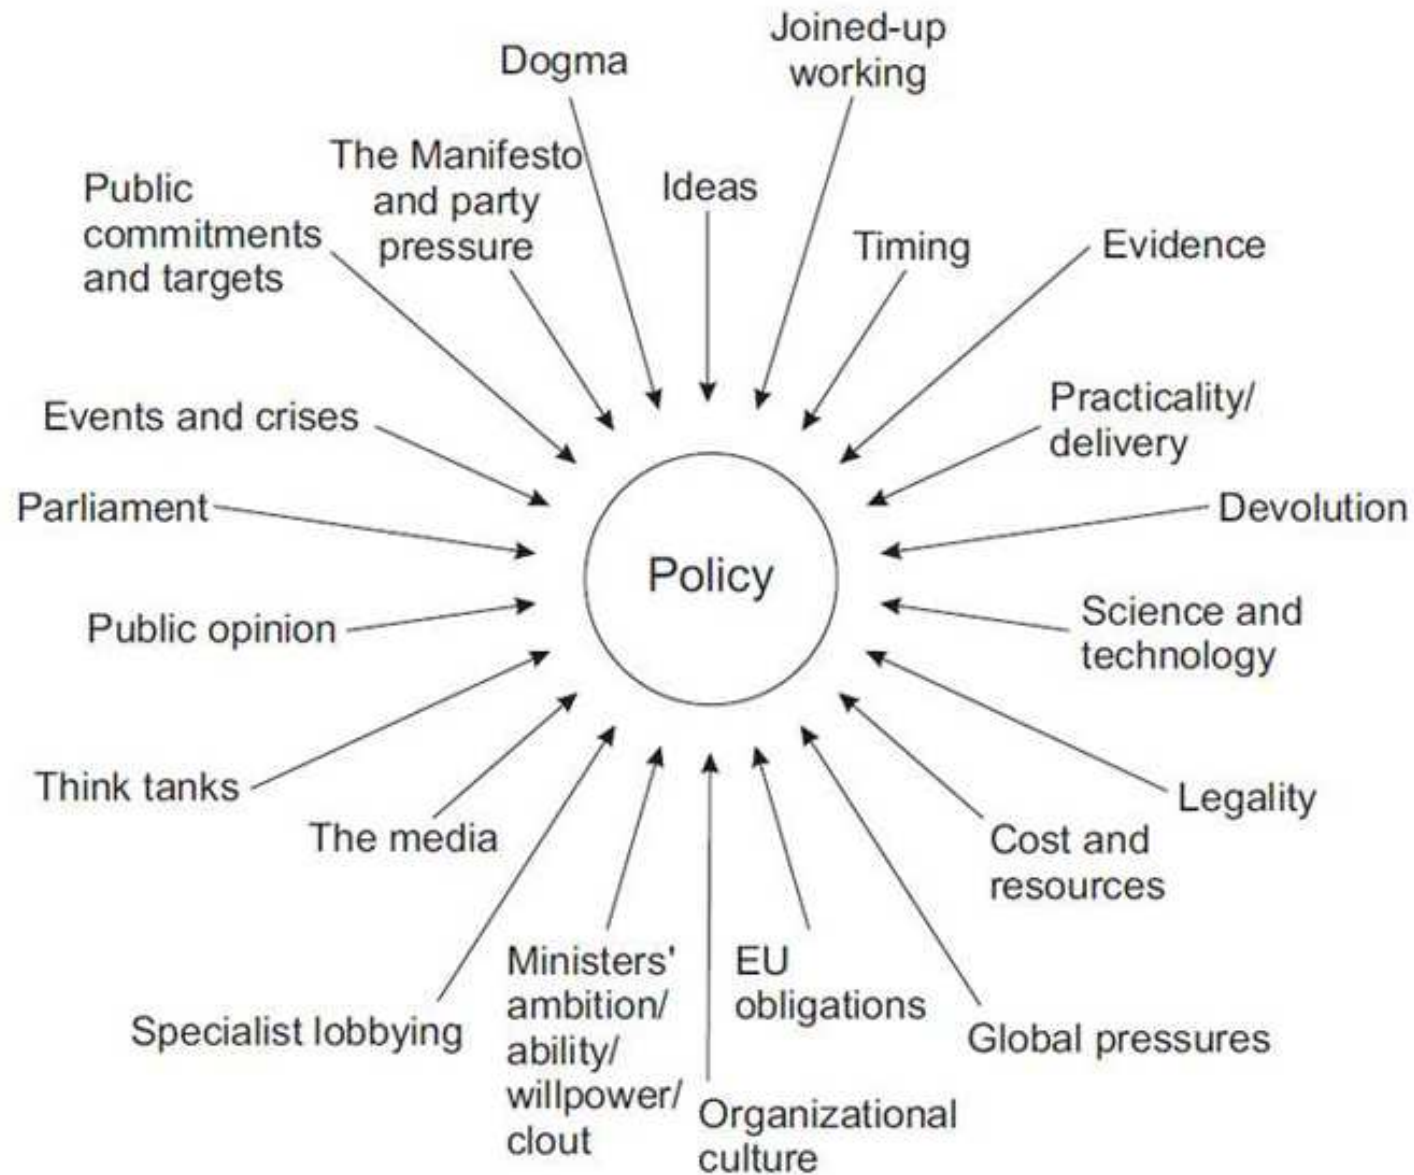 Joined-up
working
Dogma
The Manifesto
and party
pressure
Ideas
Public
commitments
and targets
Timing
Evidence
Events and crises
Practicality/
delivery
Parliament
Devolution
Policy
Public opinion
Science and
technology
Think tanks
Legality
The media
Cost and
resources
Specialist lobbying
Ministers'
ambition/
ability/
willpower/
clout
EU
obligations
Global pressures
Organizational
culture